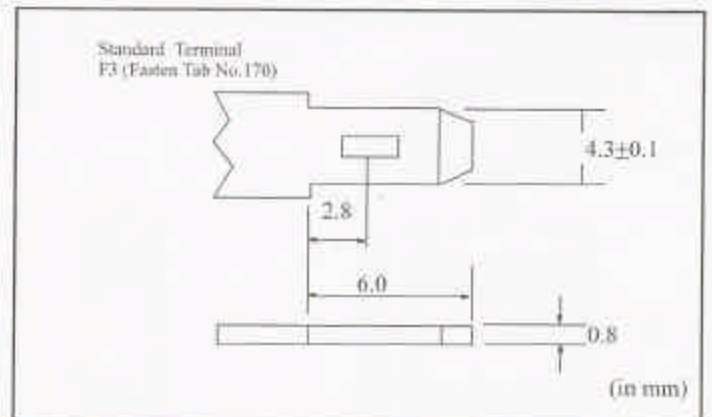 Standard Terminal
F3 (Fasten Tab No.170)
4.3±0.1
2.8
6.0
0.8
(in mm)